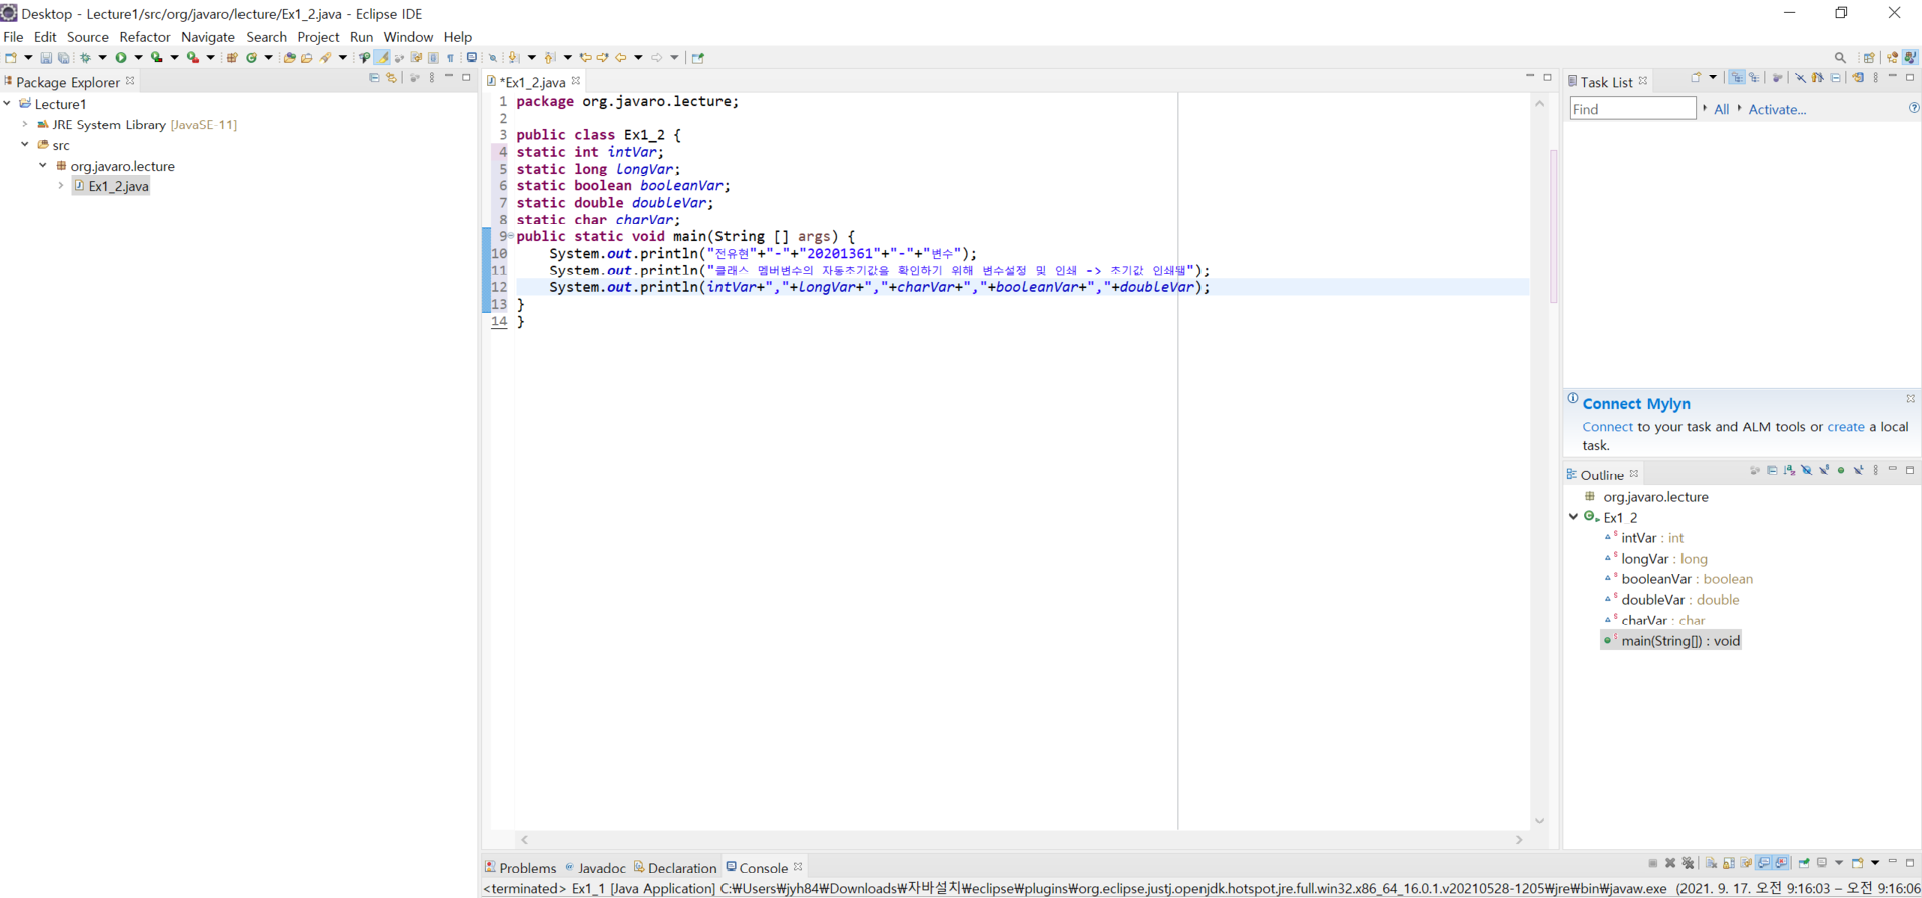 Desktop - Lecture1/src/org/javaro/lecture/Ex1_2.java - Eclipse IDE
File Edit Source Refactor Navigate Search Project Run Window Help
Package Explorer
Lecture1
JRE System Library [JavaSE-11]
src
org.javaro.lecture
Ex1_2.java
*Ex1_2.java
1 package org.javaro.lecture;
2
3 public class Ex1_2 {
4 static int intVar;
5 static long longVar;
6 static boolean booleanVar;
7 static double doubleVar;
8 static char charVar;
9 public static void main(String [] args) {
10 System.out.println("전유현"+"-"+"20201361"+"-"+"변수");
11 System.out.println("클래스 멤버변수의 자동초기값을 확인하기 위해 변수설정 및 인쇄 -> 초기값 인쇄됨");
12 System.out.println(intVar+","+longVar+","+charVar+","+booleanVar+","+doubleVar);
13 }
14 }
Task List
Find All Activate...
Connect Mylyn
Connect to your task and ALM tools or create a local
task.
Outline
org.javaro.lecture
Ex1_2
intVar : int
longVar : long
booleanVar : boolean
doubleVar : double
charVar : char
main(String[]) : void
Problems Javadoc Declaration Console
<terminated> Ex1_1 [Java Application] C:₩Users₩jyh84₩Downloads₩자바설치₩eclipse₩plugins₩org.eclipse.justj.openjdk.hotspot.jre.full.win32.x86_64_16.0.1.v20210528-1205₩jre₩bin₩javaw.exe (2021. 9. 17. 오전 9:16:03 – 오전 9:16:06